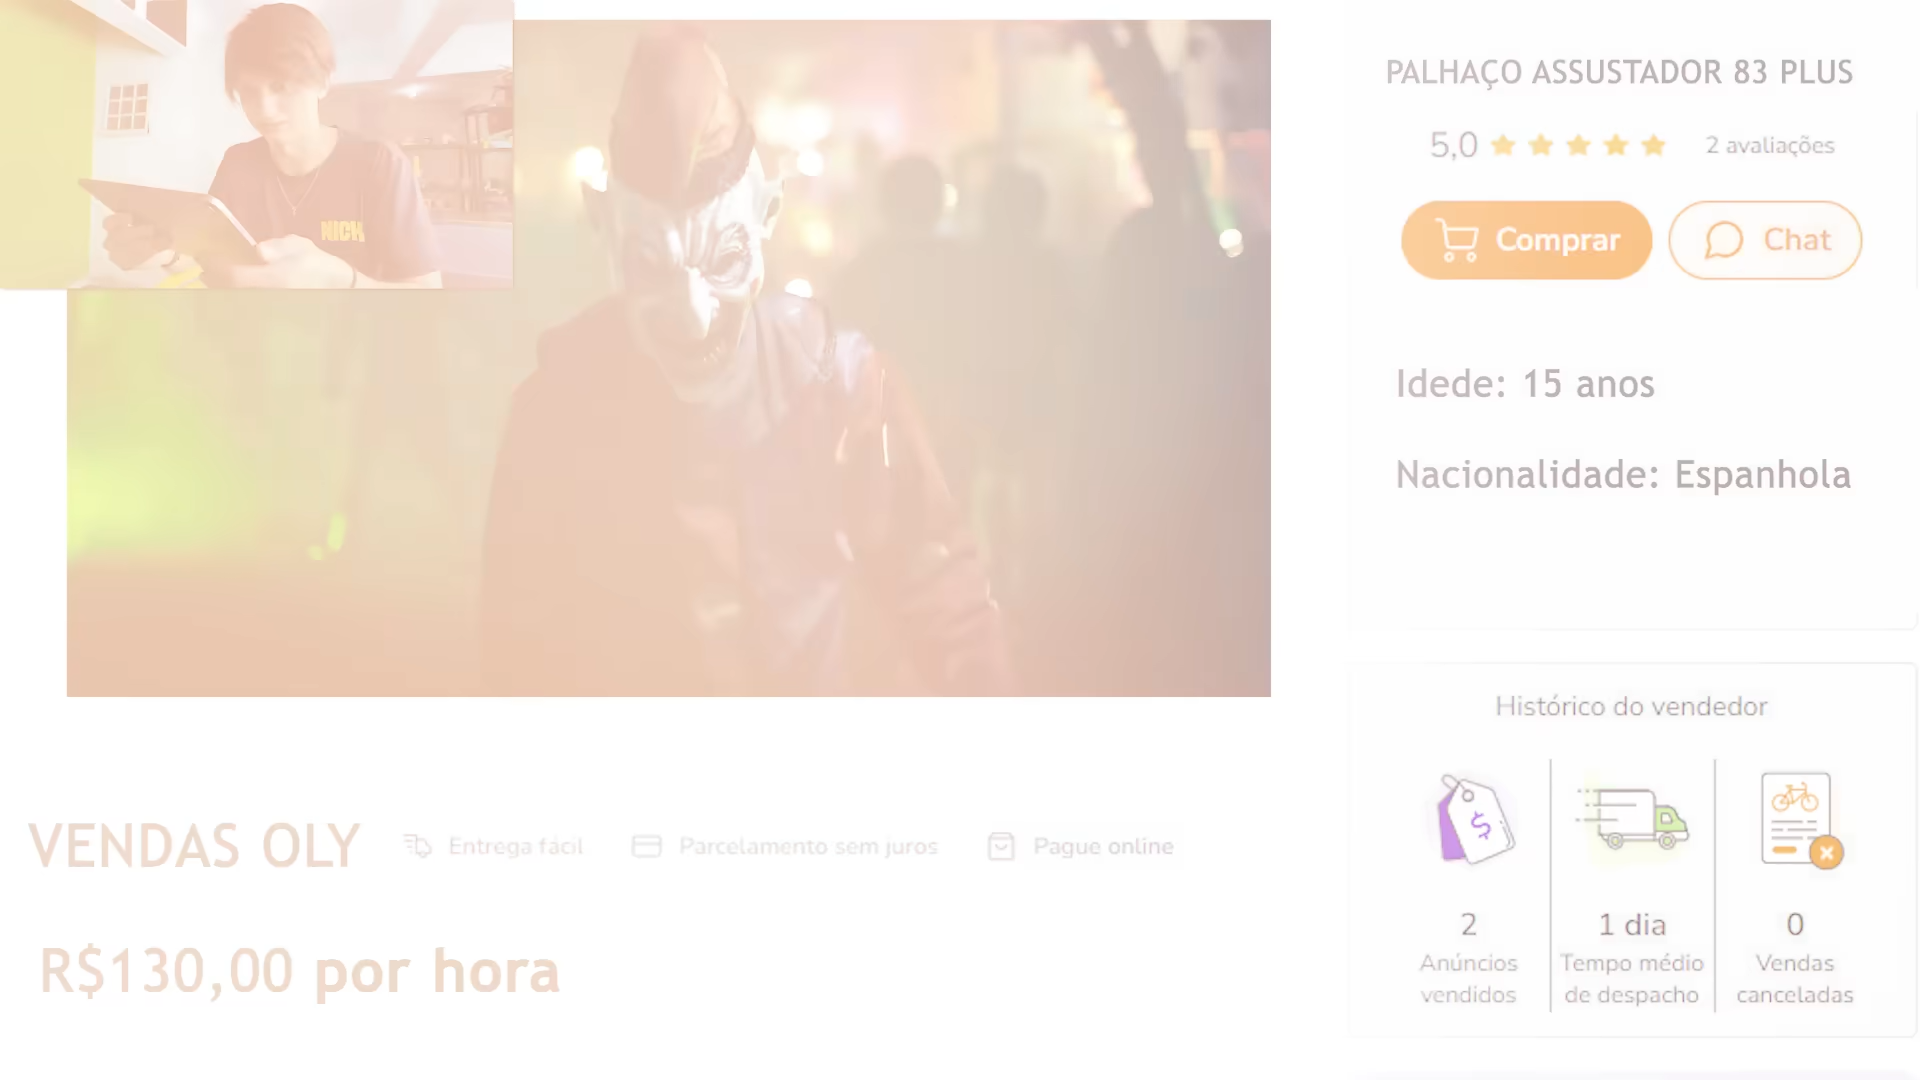 NICK
PALHAÇO ASSUSTADOR 83 PLUS
5,0
2 avaliações
Comprar
Chat
Idede: 15 anos
Nacionalidade: Espanhola
Histórico do vendedor
2
Anúncios
vendidos
1 dia
Tempo médio
de despacho
0
Vendas
canceladas
VENDAS OLY
Entrega fácil
Parcelamento sem juros
Pague online
R$130,00 por hora